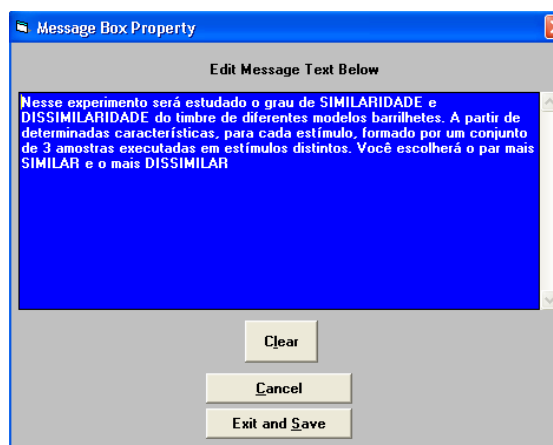 Message Box Property
Edit Message Text Below
Nesse experimento será estudado o grau de SIMILARIDADE e
DISSIMILARIDADE do timbre de diferentes modelos barrilhetes. A partir de
determinadas características, para cada estímulo, formado por um conjunto
de 3 amostras executadas em estímulos distintos. Você escolherá o par mais
SIMILAR e o mais DISSIMILAR
Clear
Cancel
Exit and Save